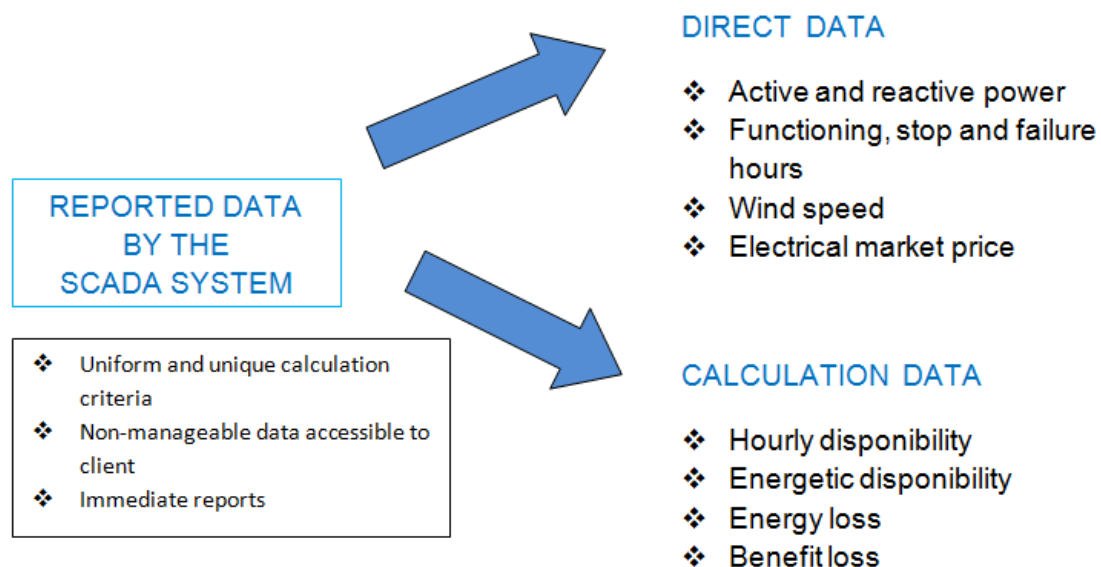 REPORTED DATA
BY THE
SCADA SYSTEM
❖ Uniform and unique calculation
criteria
❖ Non-manageable data accessible to
client
❖ Immediate reports
DIRECT DATA
❖ Active and reactive power
❖ Functioning, stop and failure
hours
❖ Wind speed
❖ Electrical market price
CALCULATION DATA
❖ Hourly disponibility
❖ Energetic disponibility
❖ Energy loss
❖ Benefit loss